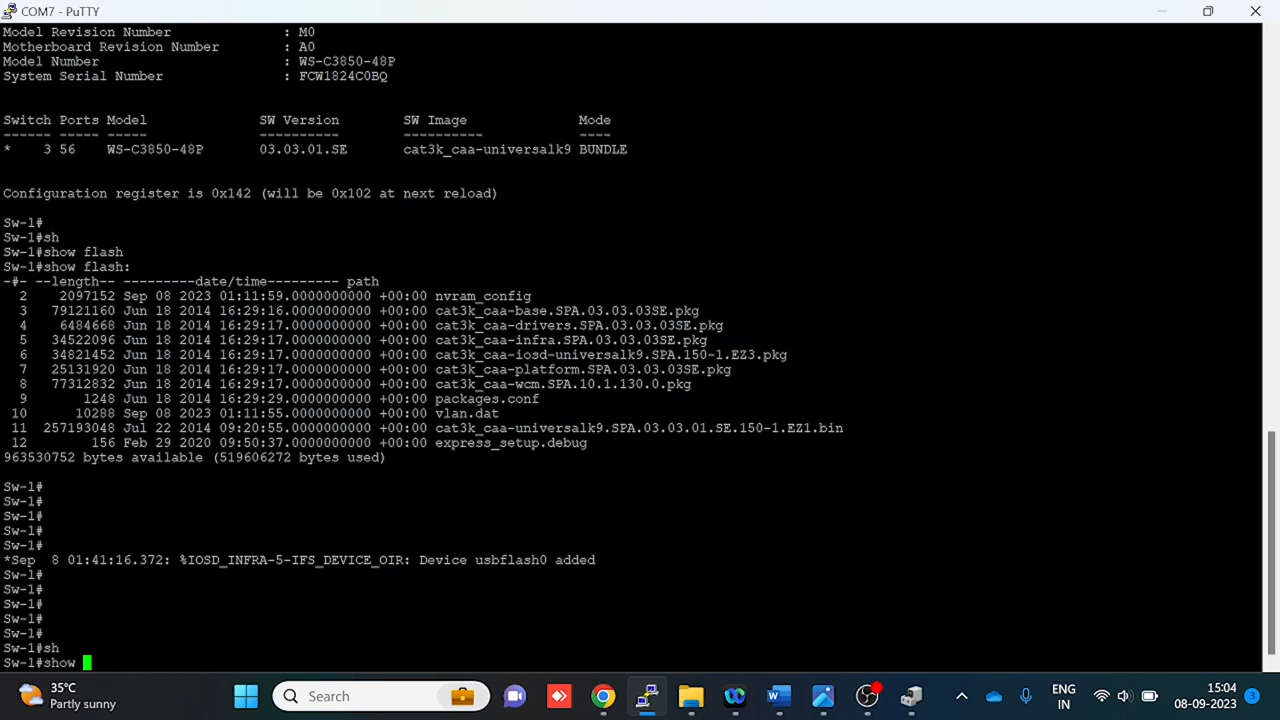 COM7 - PuTTY
Model Revision Number : M0
Motherboard Revision Number : A0
Model Number : WS-C3850-48P
System Serial Number : FCW1824C0BQ
Switch Ports Model SW Version SW Image Mode
------ ----- ----- ---------- ---------- ----
* 3 56 WS-C3850-48P 03.03.01.SE cat3k_caa-universalk9 BUNDLE
Configuration register is 0x142 (will be 0x102 at next reload)
Sw-1#
Sw-1#sh
Sw-1#show flash
Sw-1#show flash:
-#- --length-- ---------date/time--------- path
2 2097152 Sep 08 2023 01:11:59.0000000000 +00:00 nvram_config
3 79121160 Jun 18 2014 16:29:16.0000000000 +00:00 cat3k_caa-base.SPA.03.03.03SE.pkg
4 6484668 Jun 18 2014 16:29:17.0000000000 +00:00 cat3k_caa-drivers.SPA.03.03.03SE.pkg
5 34522096 Jun 18 2014 16:29:17.0000000000 +00:00 cat3k_caa-infra.SPA.03.03.03SE.pkg
6 34821452 Jun 18 2014 16:29:17.0000000000 +00:00 cat3k_caa-iosd-universalk9.SPA.150-1.EZ3.pkg
7 25131920 Jun 18 2014 16:29:17.0000000000 +00:00 cat3k_caa-platform.SPA.03.03.03SE.pkg
8 77312832 Jun 18 2014 16:29:17.0000000000 +00:00 cat3k_caa-wcm.SPA.10.1.130.0.pkg
9 1248 Jun 18 2014 16:29:29.0000000000 +00:00 packages.conf
10 10288 Sep 08 2023 01:11:55.0000000000 +00:00 vlan.dat
11 257193048 Jul 22 2014 09:20:55.0000000000 +00:00 cat3k_caa-universalk9.SPA.03.03.01.SE.150-1.EZ1.bin
12 156 Feb 29 2020 09:50:37.0000000000 +00:00 express_setup.debug
963530752 bytes available (519606272 bytes used)
Sw-1#
Sw-1#
Sw-1#
Sw-1#
Sw-1#
*Sep 8 01:41:16.372: %IOSD_INFRA-5-IFS_DEVICE_OIR: Device usbflash0 added
Sw-1#
Sw-1#
Sw-1#
Sw-1#
Sw-1#
Sw-1#sh
Sw-1#show
35°C
Partly sunny
Search
ENG
IN
15:04
08-09-2023
3